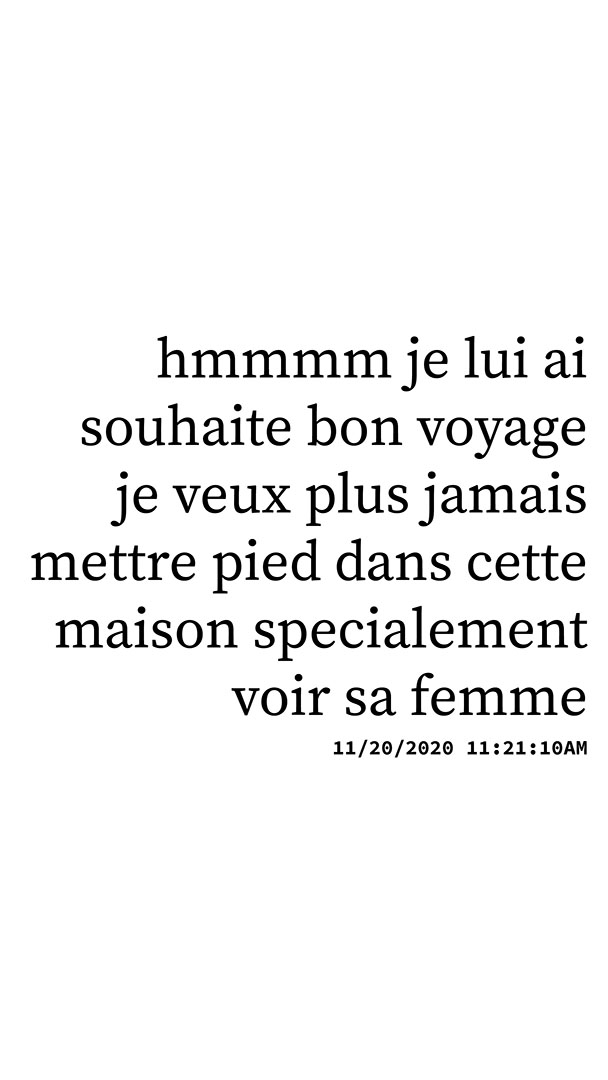 hmmmm je lui ai
souhaite bon voyage
je veux plus jamais
mettre pied dans cette
maison specialement
voir sa femme
11/20/2020 11:21:10AM